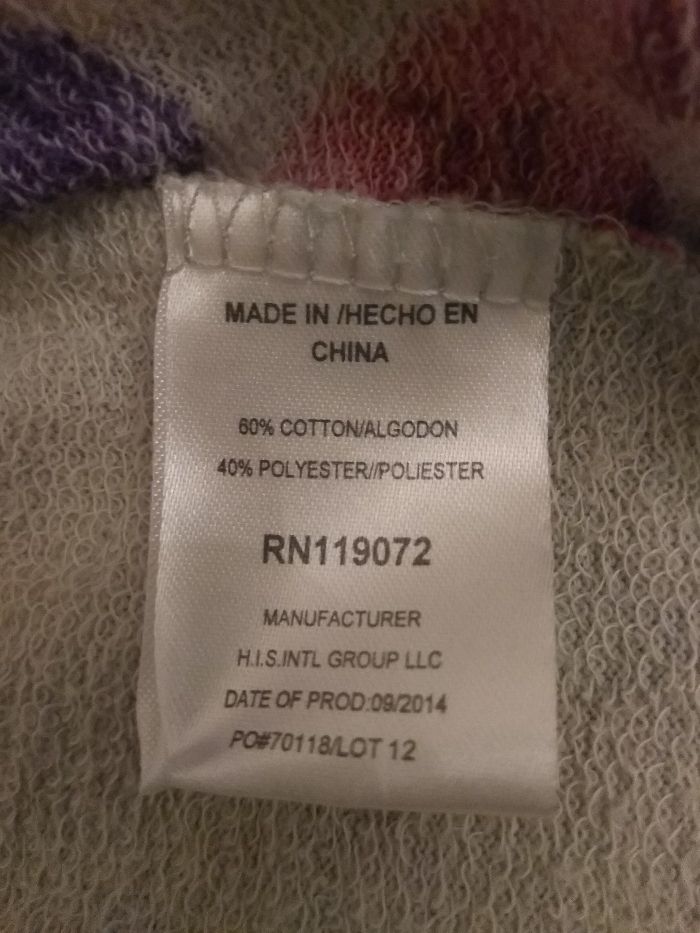 MADE IN /HECHO EN
CHINA
60% COTTON/ALGODON
40% POLYESTER//POLIESTER
RN119072
MANUFACTURER
H.I.S.INTL GROUP LLC
DATE OF PROD:09/2014
PO#70118/LOT 12